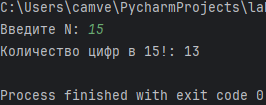 C:\Users\camve\PycharmProjects\la
Введите N: 15
Количество цифр в 15!: 13
Process finished with exit code 0